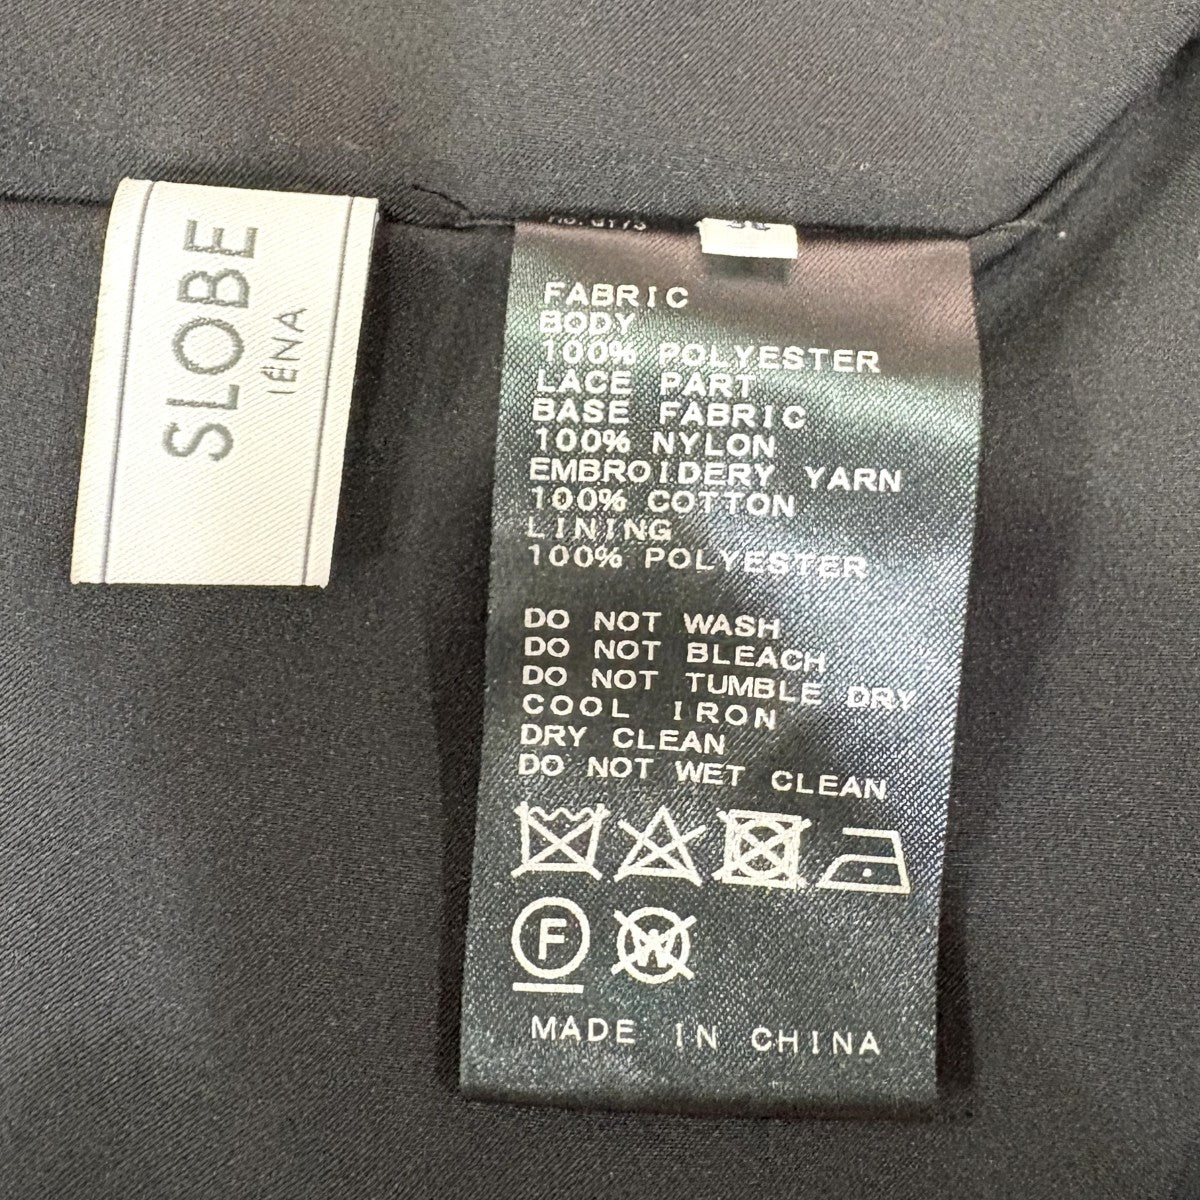 SLOBE
IÉNA
FABRIC
BODY
100% POLYESTER
LACE PART
BASE FABRIC
100% NYLON
EMBROIDERY YARN
100% COTTON
LINING
100% POLYESTER
DO NOT WASH
DO NOT BLEACH
DO NOT TUMBLE DRY
COOL IRON
DRY CLEAN
DO NOT WET CLEAN
F W
MADE IN CHINA